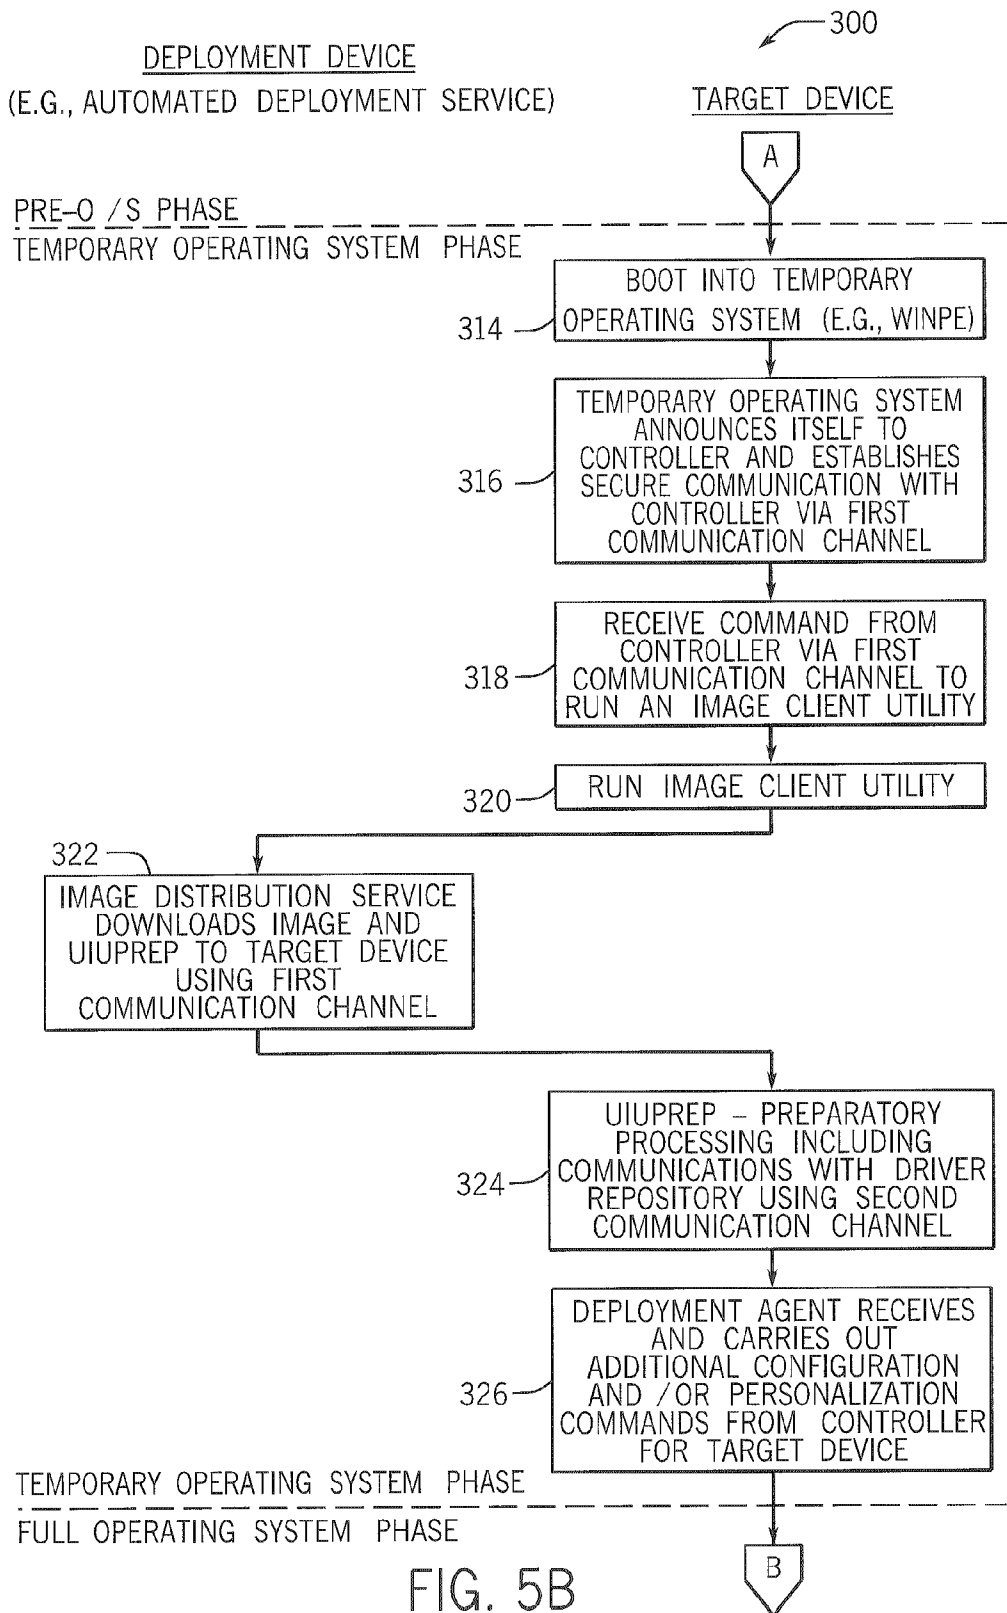 300
DEPLOYMENT DEVICE
(E.G., AUTOMATED DEPLOYMENT SERVICE)
TARGET DEVICE
A
PRE–O /S PHASE
TEMPORARY OPERATING SYSTEM PHASE
314
BOOT INTO TEMPORARY
OPERATING SYSTEM (E.G., WINPE)
316
TEMPORARY OPERATING SYSTEM
ANNOUNCES ITSELF TO
CONTROLLER AND ESTABLISHES
SECURE COMMUNICATION WITH
CONTROLLER VIA FIRST
COMMUNICATION CHANNEL
318
RECEIVE COMMAND FROM
CONTROLLER VIA FIRST
COMMUNICATION CHANNEL TO
RUN AN IMAGE CLIENT UTILITY
320
RUN IMAGE CLIENT UTILITY
322
IMAGE DISTRIBUTION SERVICE
DOWNLOADS IMAGE AND
UIUPREP TO TARGET DEVICE
USING FIRST
COMMUNICATION CHANNEL
324
UIUPREP – PREPARATORY
PROCESSING INCLUDING
COMMUNICATIONS WITH DRIVER
REPOSITORY USING SECOND
COMMUNICATION CHANNEL
326
DEPLOYMENT AGENT RECEIVES
AND CARRIES OUT
ADDITIONAL CONFIGURATION
AND /OR PERSONALIZATION
COMMANDS FROM CONTROLLER
FOR TARGET DEVICE
TEMPORARY OPERATING SYSTEM PHASE
FULL OPERATING SYSTEM PHASE
B
FIG. 5B